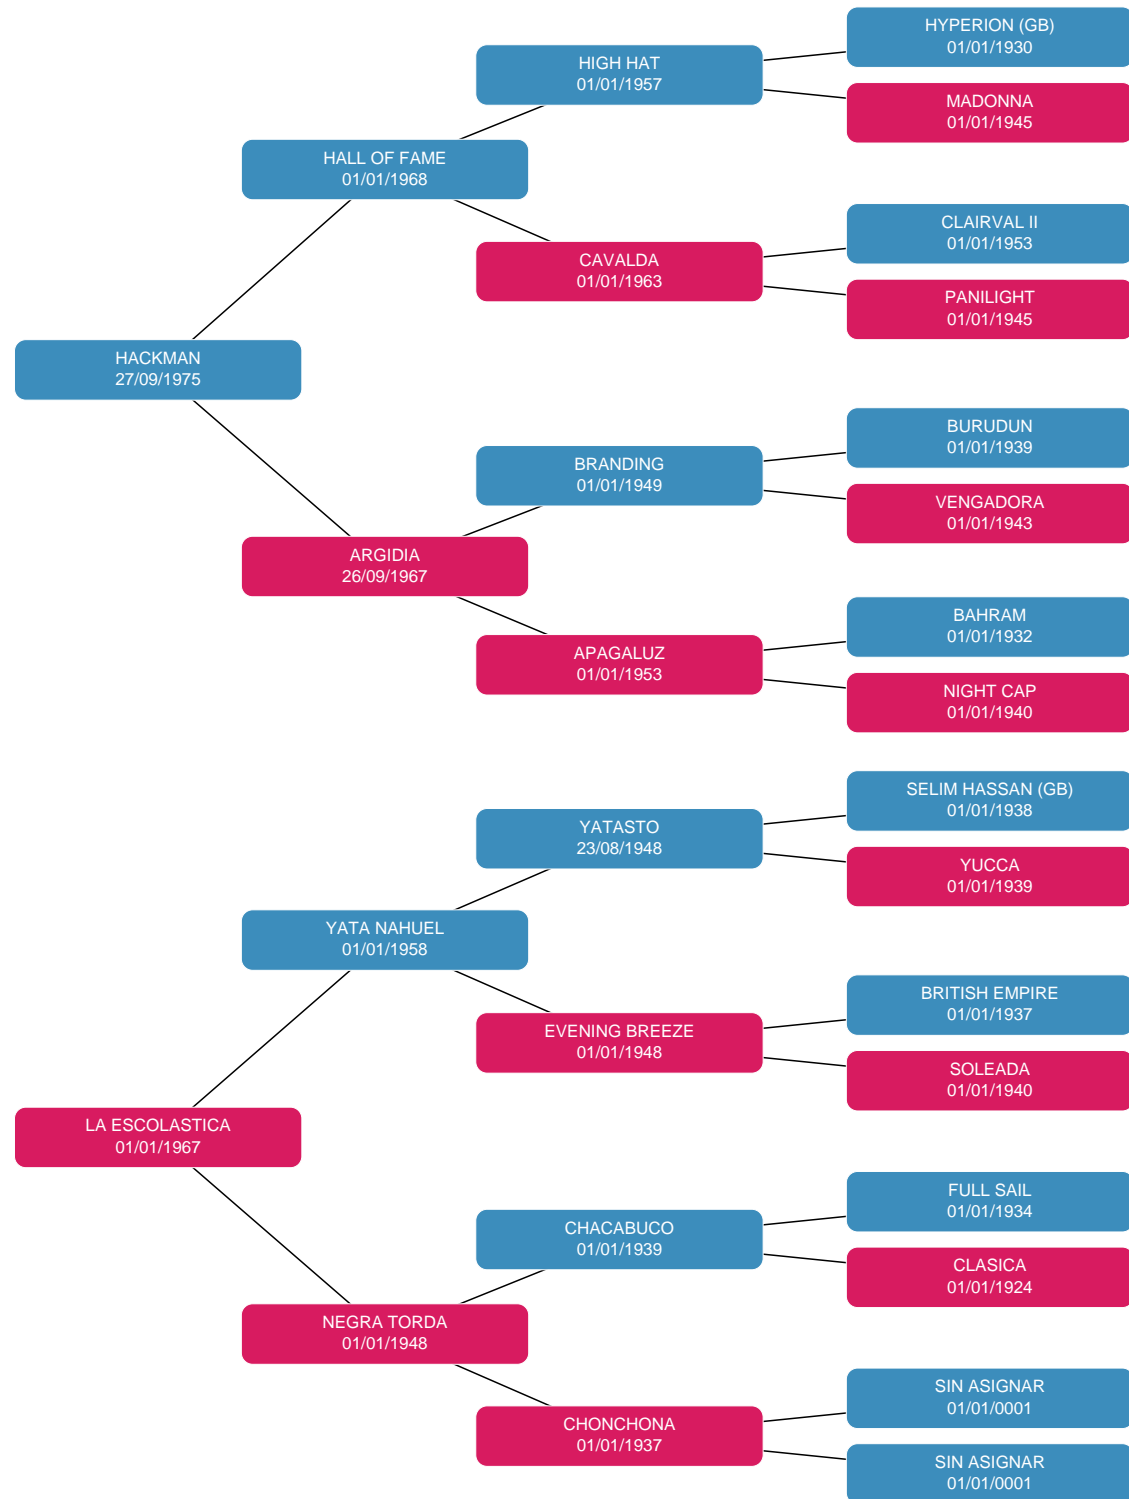 HYPERION (GB)
01/01/1930
HIGH HAT
01/01/1957
MADONNA
01/01/1945
HALL OF FAME
01/01/1968
CLAIRVAL II
01/01/1953
CAVALDA
01/01/1963
PANILIGHT
01/01/1945
HACKMAN
27/09/1975
BURUDUN
01/01/1939
BRANDING
01/01/1949
VENGADORA
01/01/1943
ARGIDIA
26/09/1967
BAHRAM
01/01/1932
APAGALUZ
01/01/1953
NIGHT CAP
01/01/1940
SELIM HASSAN (GB)
01/01/1938
YATASTO
23/08/1948
YUCCA
01/01/1939
YATA NAHUEL
01/01/1958
BRITISH EMPIRE
01/01/1937
EVENING BREEZE
01/01/1948
SOLEADA
01/01/1940
LA ESCOLASTICA
01/01/1967
FULL SAIL
01/01/1934
CHACABUCO
01/01/1939
CLASICA
01/01/1924
NEGRA TORDA
01/01/1948
SIN ASIGNAR
01/01/0001
CHONCHONA
01/01/1937
SIN ASIGNAR
01/01/0001